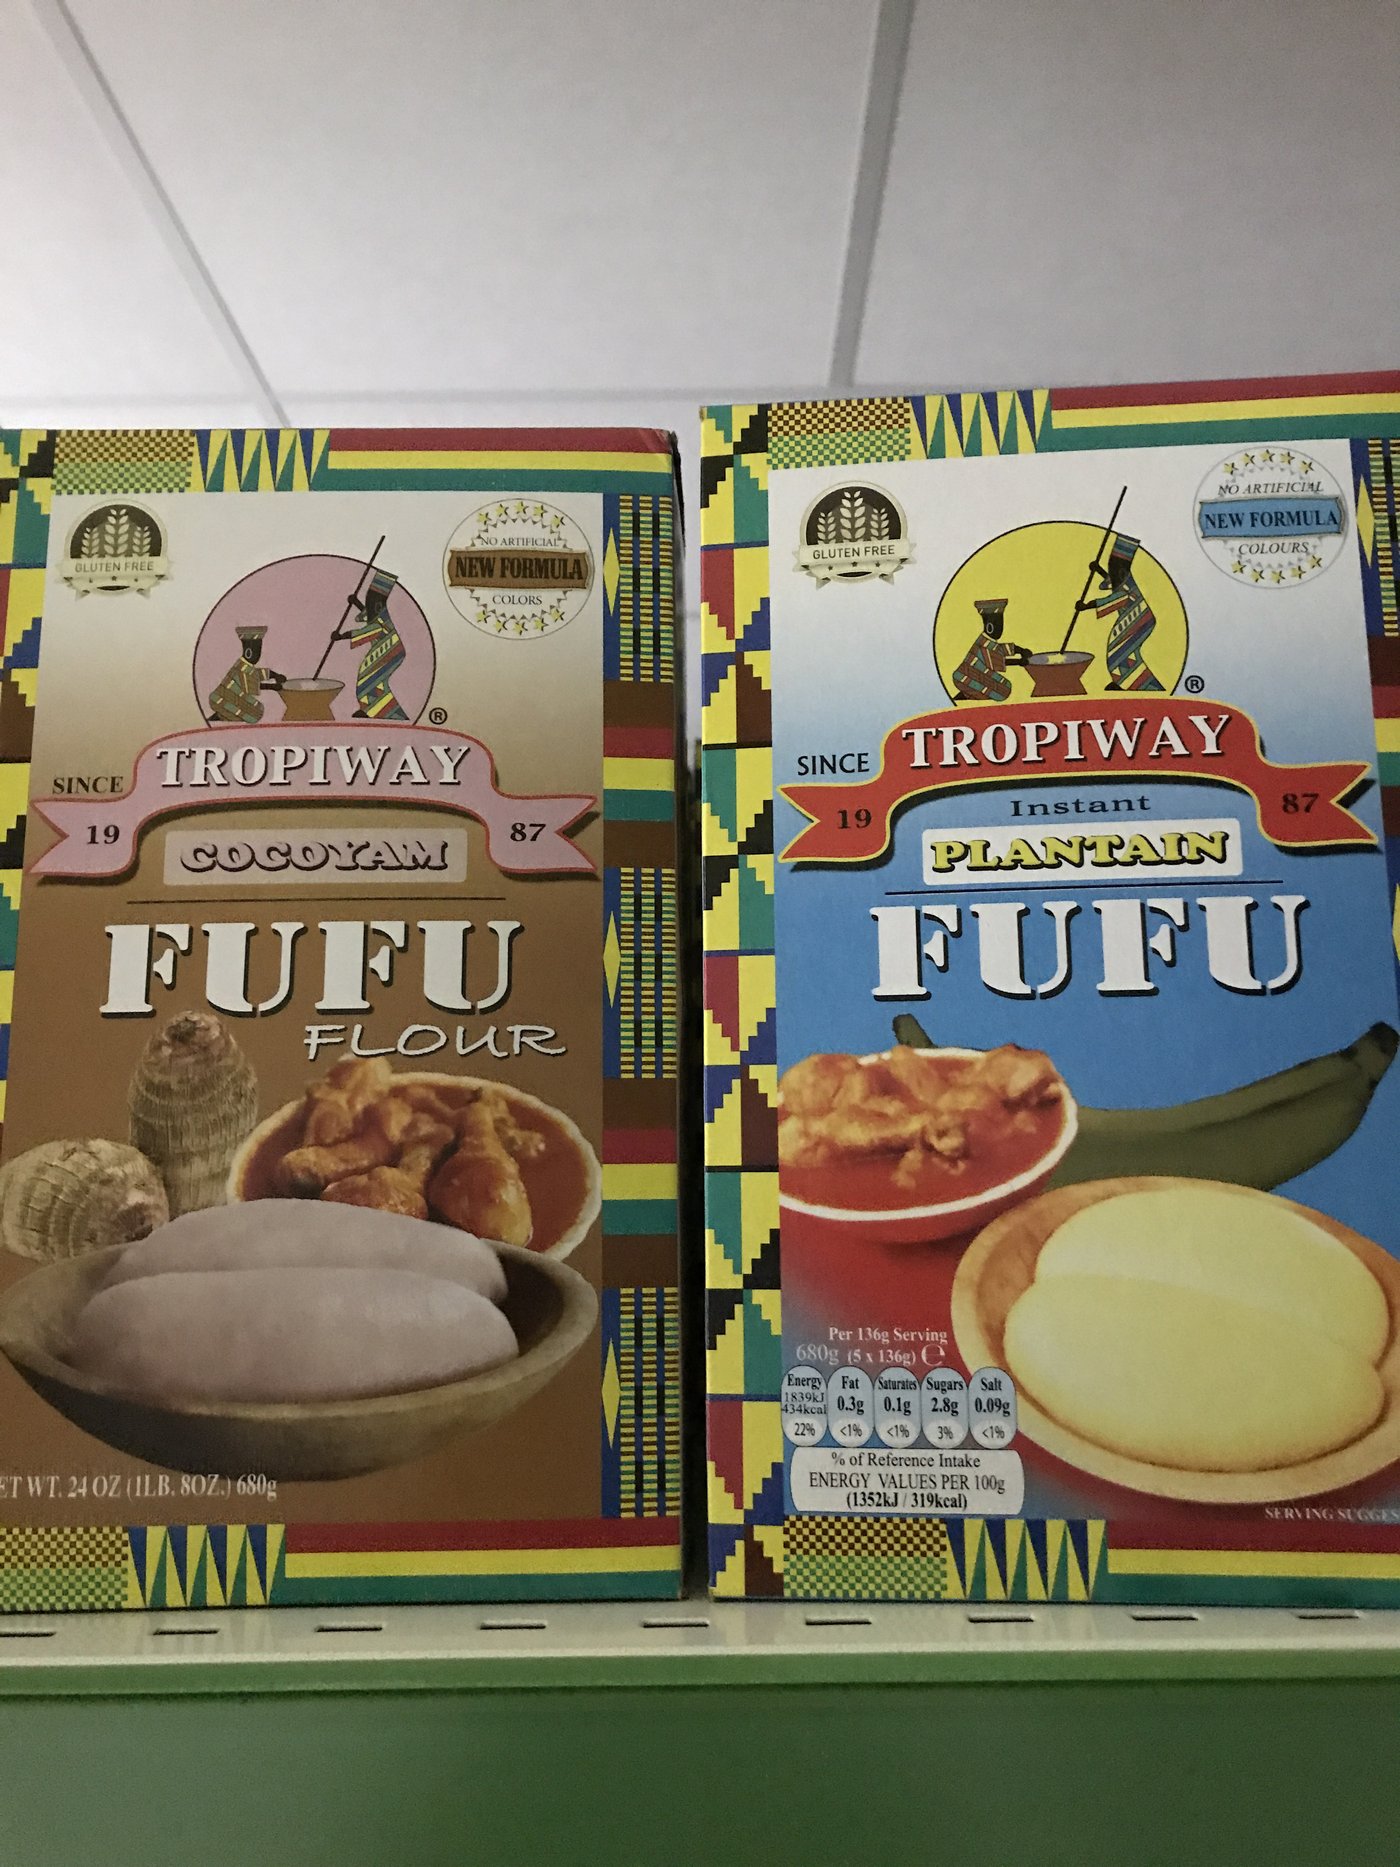 GLUTEN FREE
NO ARTIFICIAL
NEW FORMULA
COLORS
®
TROPIWAY
SINCE
19 87
COCOYAM
FUFU
FLOUR
ET WT. 24 OZ (1LB. 8OZ.) 680g
GLUTEN FREE
NO ARTIFICIAL
NEW FORMULA
COLOURS
®
TROPIWAY
SINCE
19 87
Instant
PLANTAIN
FUFU
Per 136g Serving
680g (5 x 136g) ℮
Energy Fat Saturates Sugars Salt
1839kJ
434kcal 0.3g 0.1g 2.8g 0.09g
22% <1% <1% 3% <1%
% of Reference Intake
ENERGY VALUES PER 100g
(1352kJ / 319kcal)
SERVING SUGGES